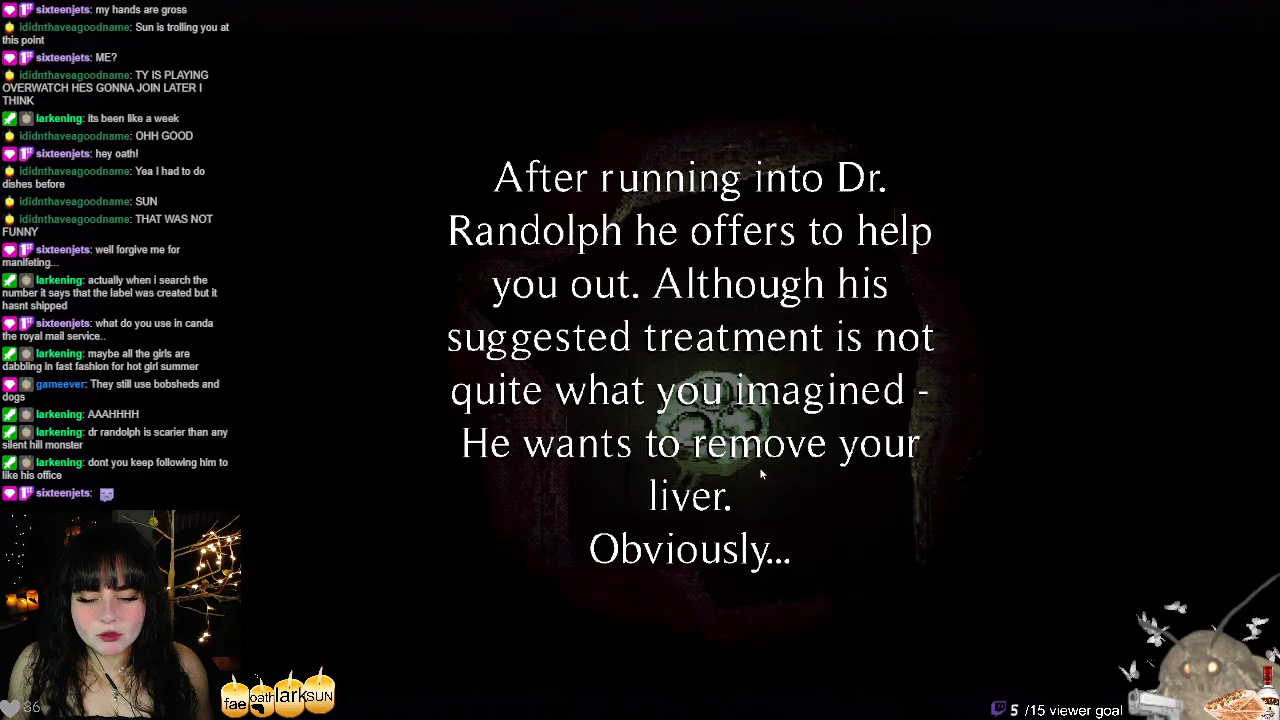 sixteenjets: my hands are gross
ididnthaveagoodname: Sun is trolling you at
this point
sixteenjets: ME?
ididnthaveagoodname: TY IS PLAYING
OVERWATCH HES GONNA JOIN LATER I
THINK
larkening: its been like a week
ididnthaveagoodname: OHH GOOD
sixteenjets: hey oath!
ididnthaveagoodname: Yea I had to do
dishes before
ididnthaveagoodname: SUN
ididnthaveagoodname: THAT WAS NOT
FUNNY
sixteenjets: well forgive me for
manifeting...
larkening: actually when i search the
number it says that the label was created but it
hasnt shipped
sixteenjets: what do you use in canda
the royal mail service..
larkening: maybe all the girls are
dabbling in fast fashion for hot girl summer
gameever: They still use bobsheds and
dogs
larkening: AAAHHHH
larkening: dr randolph is scarier than any
silent hill monster
larkening: dont you keep following him to
like his office
sixteenjets:
After running into Dr.
Randolph he offers to help
you out. Although his
suggested treatment is not
quite what you imagined -
He wants to remove your
liver.
Obviously...
fae oath lark SUN
36
5 /15 viewer goal